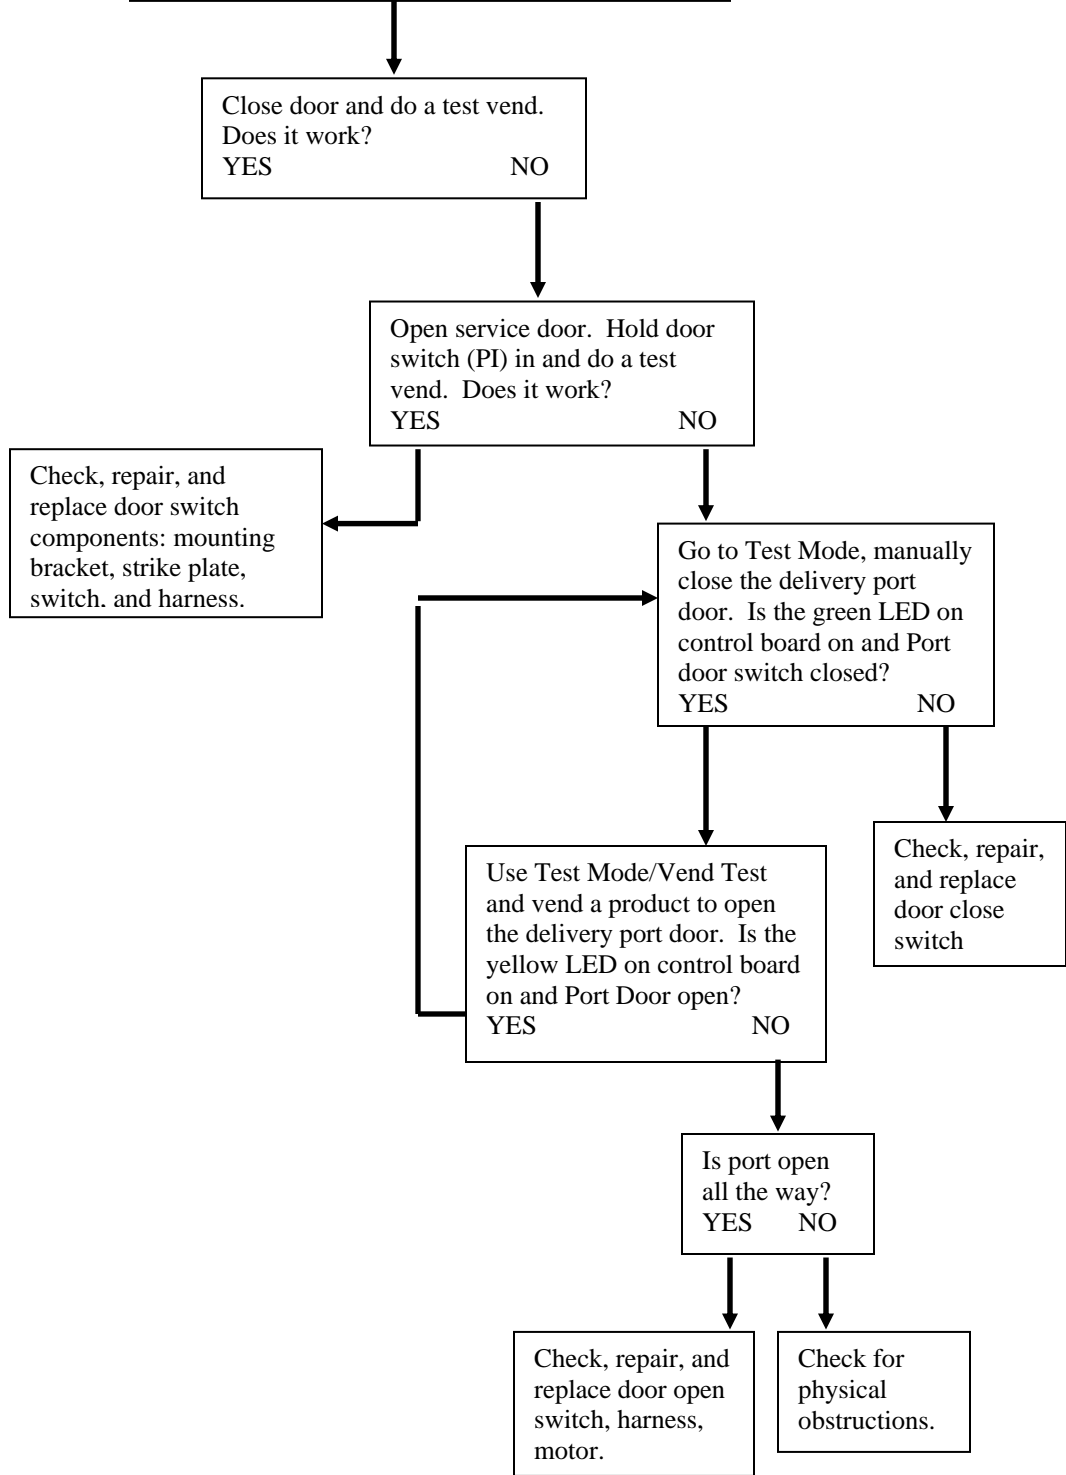 Close door and do a test vend.
Does it work?
YES NO
Open service door.  Hold door
switch (PI) in and do a test
vend.  Does it work?
YES NO
Check, repair, and
replace door switch
components: mounting
bracket, strike plate,
switch, and harness.
Go to Test Mode, manually
close the delivery port
door.  Is the green LED on
control board on and Port
door switch closed?
YES NO
Use Test Mode/Vend Test
and vend a product to open
the delivery port door.  Is the
yellow LED on control board
on and Port Door open?
YES NO
Check, repair,
and replace
door close
switch
Is port open
all the way?
YES NO
Check, repair, and
replace door open
switch, harness,
motor.
Check for
physical
obstructions.